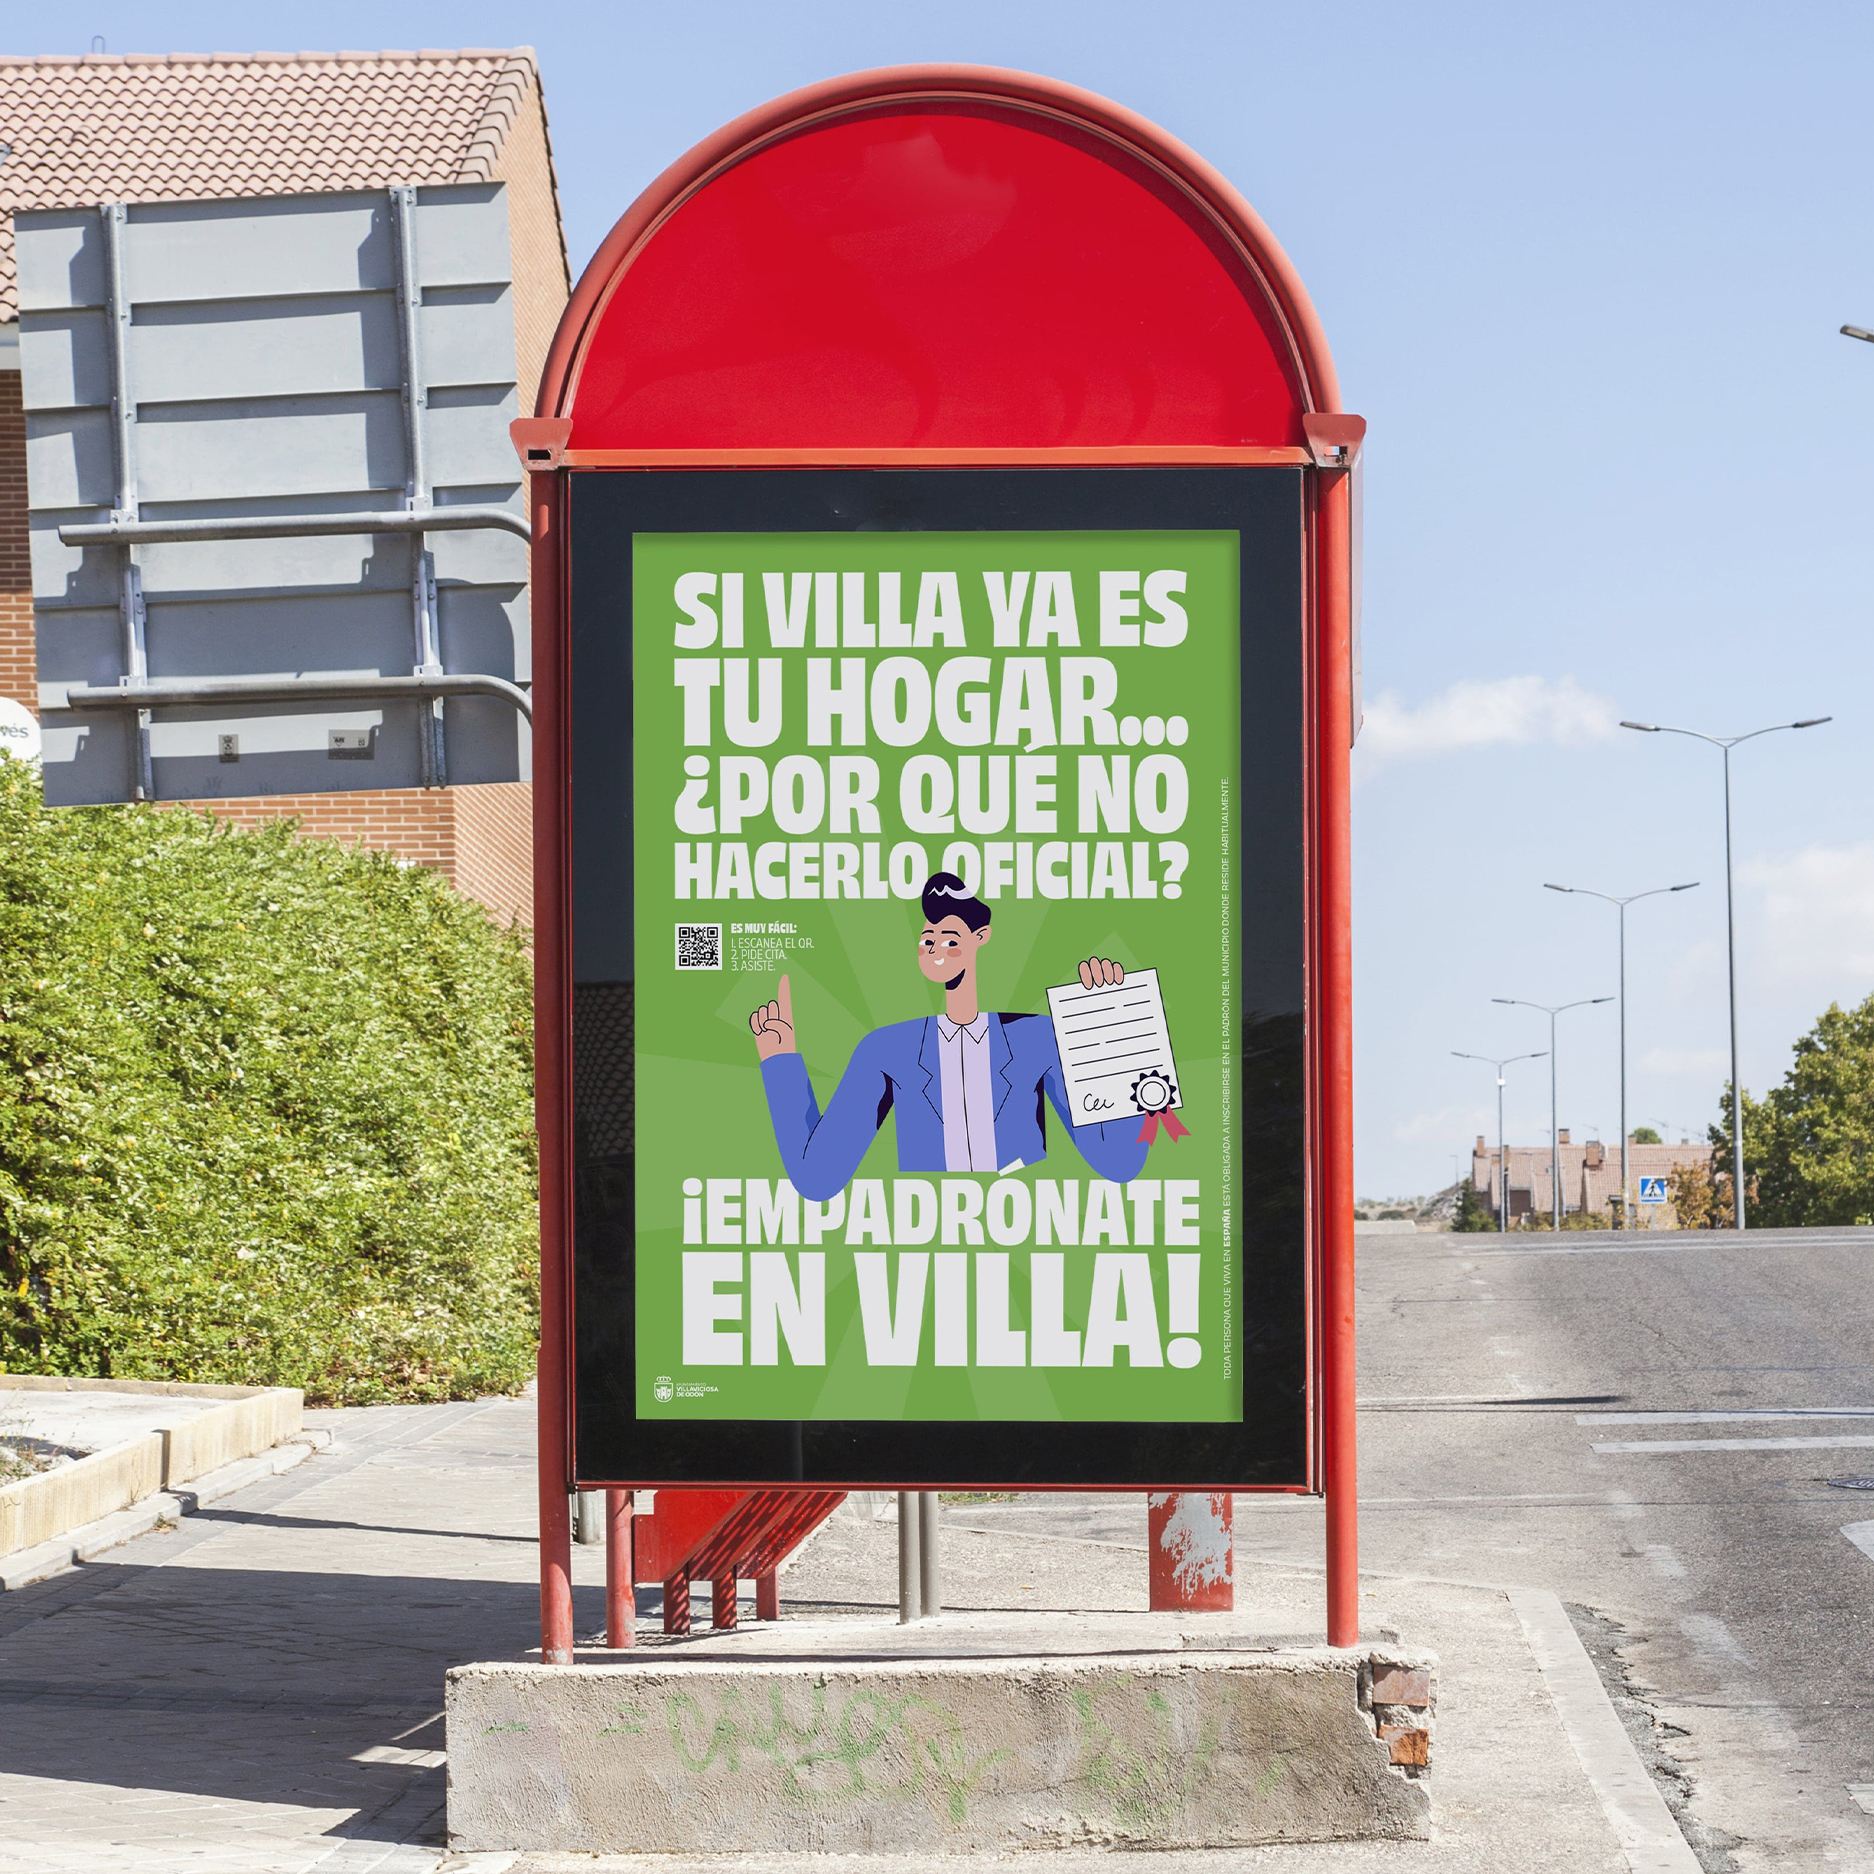 SI VILLA YA ES
TU HOGAR...
¿POR QUÉ NO
HACERLO OFICIAL?
ES MUY FÁCIL:
1. ESCANEA EL QR.
2. PIDE CITA.
3. ASISTE.
¡EMPADRÓNATE
EN VILLA!
TODA PERSONA QUE VIVA EN ESPAÑA ESTÁ OBLIGADA A INSCRIBIRSE EN EL PADRÓN DEL MUNICIPIO DONDE RESIDE HABITUALMENTE.
AYUNTAMIENTO
VILLAVICIOSA
DE ODÓN